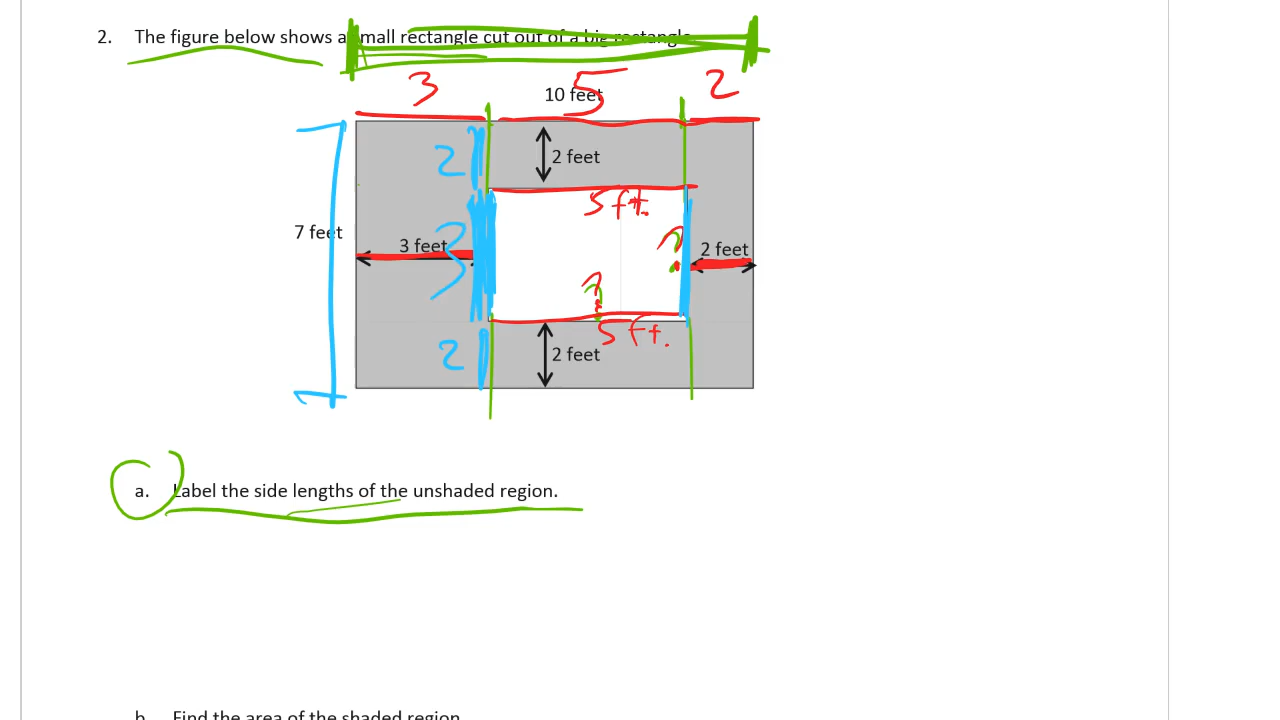 2. The figure below shows a small rectangle cut out of a big rectangle
3 5 2
10 feet
2 2 feet
5 ft.
7 feet
3 feet 3 ? 2 feet
?
5 ft.
2 2 feet
a. Label the side lengths of the unshaded region.
b. Find the area of the shaded region